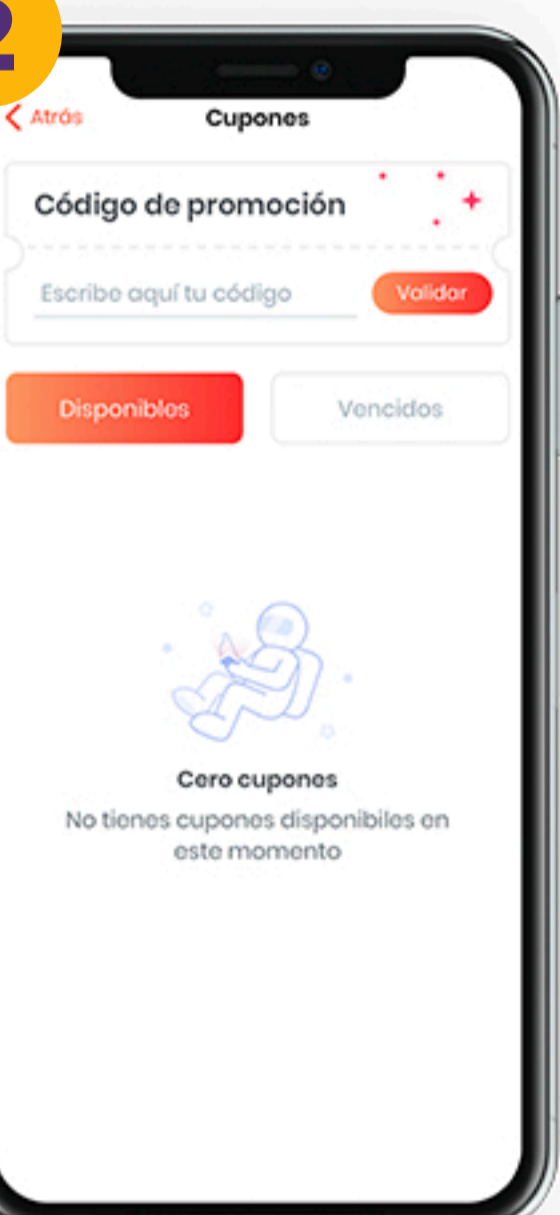 2
Atrás
Cupones
Código de promoción
Escribe aquí tu código
Validar
Disponibles
Vencidos
Cero cupones
No tienes cupones disponibiles en
este momento